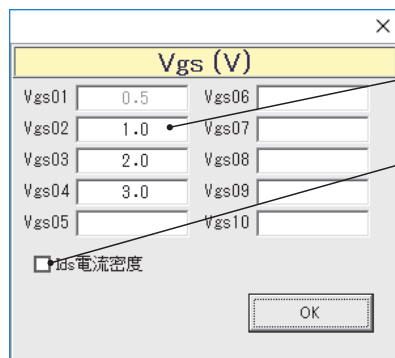 Vgs (V)
Vgs01 0.5 Vgs06
Vgs02 1.0 Vgs07
Vgs03 2.0 Vgs08
Vgs04 3.0 Vgs09
Vgs05 Vgs10
Ids電流密度
OK